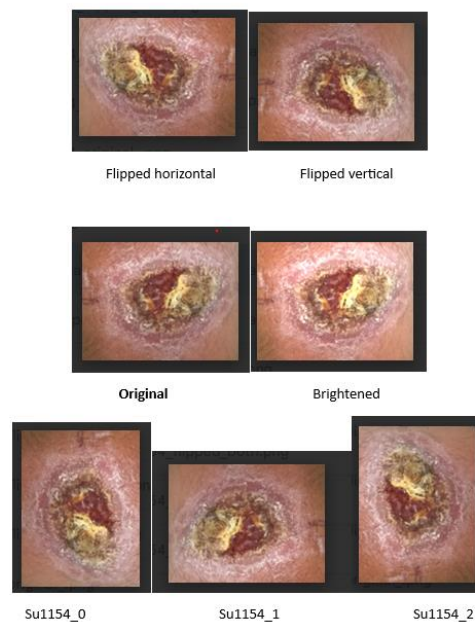 Flipped horizontal
Flipped vertical
Original
Brightened
Su1154_0
Su1154_1
Su1154_2